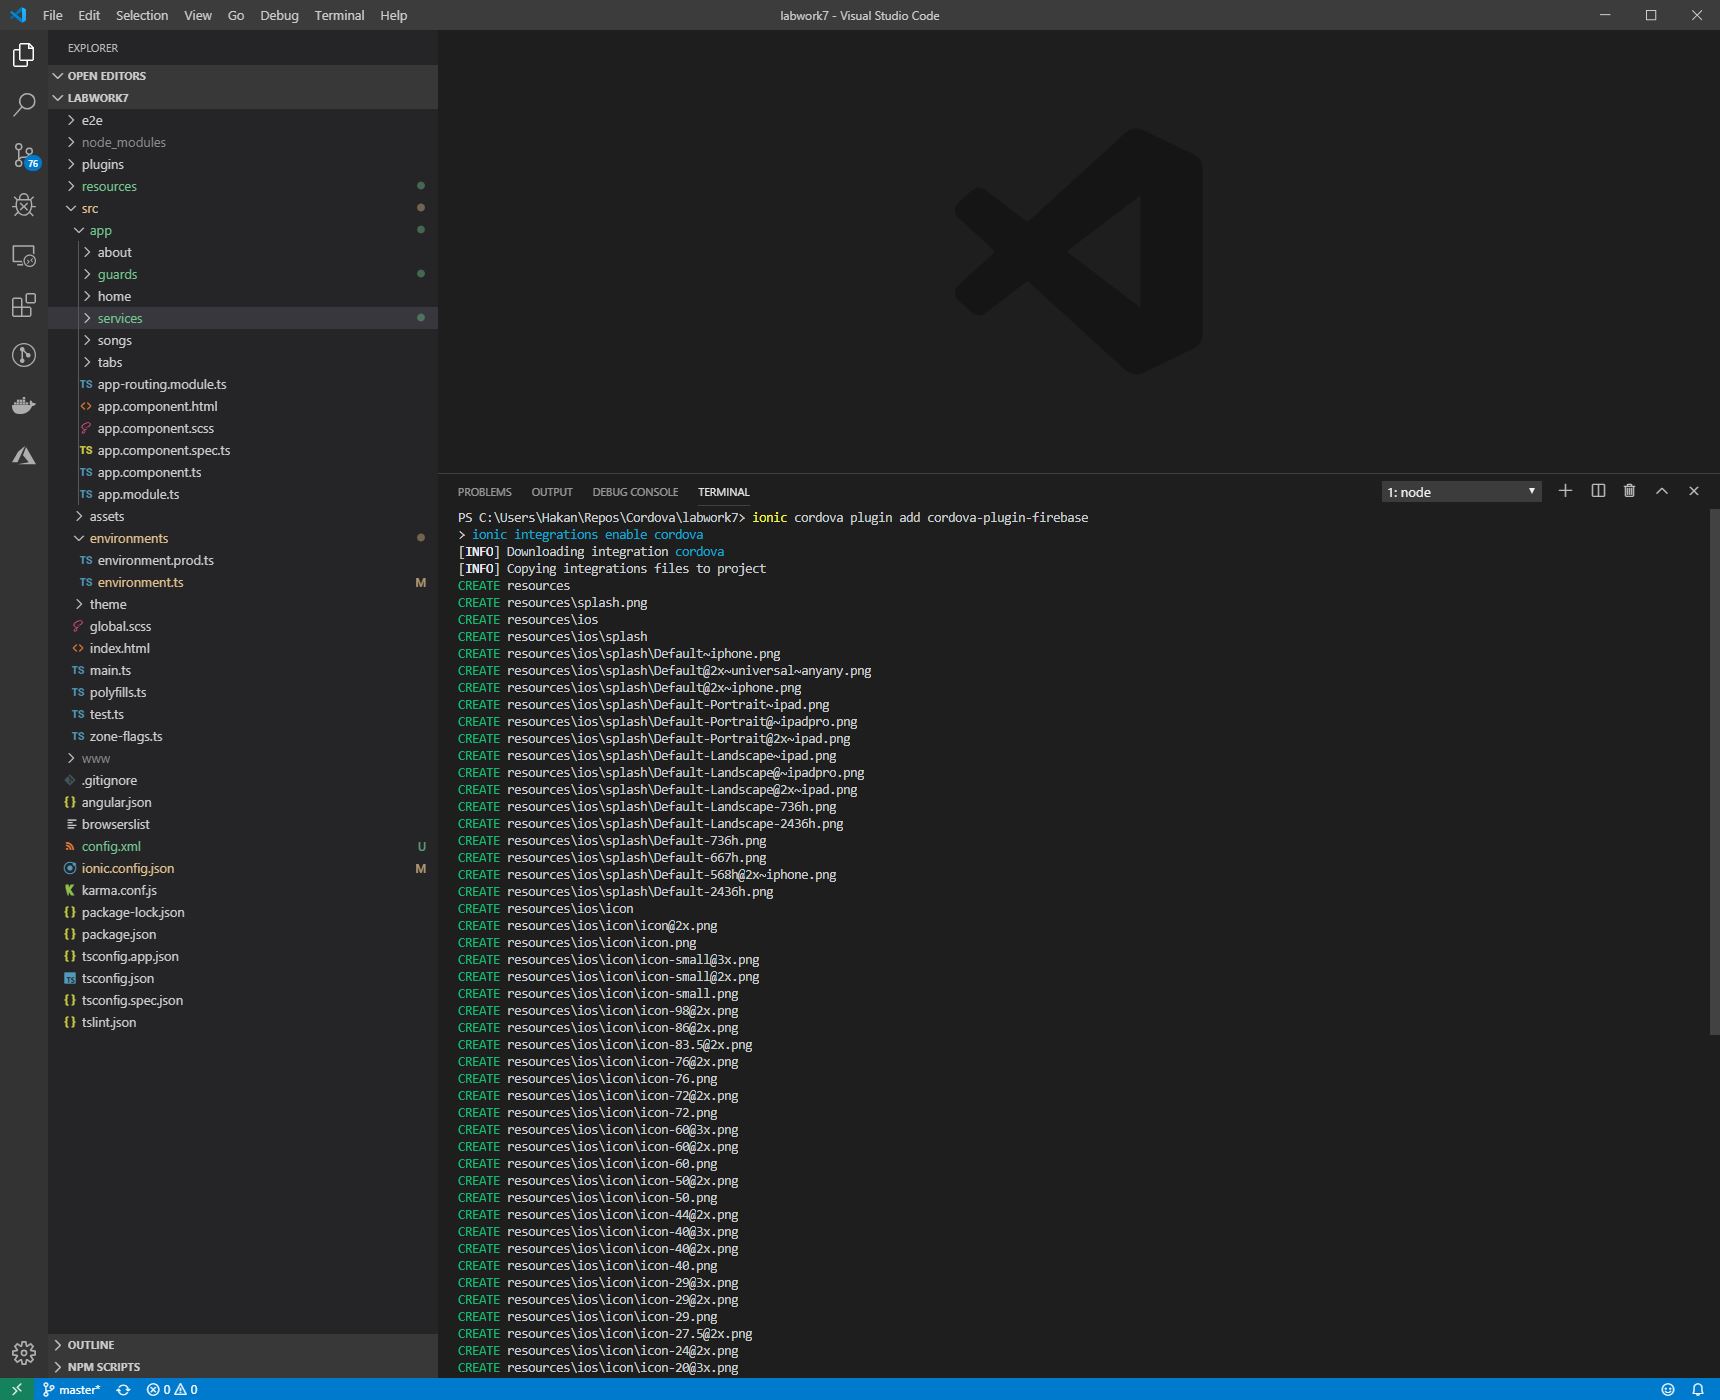 File Edit Selection View Go Debug Terminal Help
labwork7 - Visual Studio Code
EXPLORER
OPEN EDITORS
LABWORK7
e2e
node_modules
plugins
resources
src
app
about
guards
home
services
songs
tabs
TS app-routing.module.ts
<> app.component.html
app.component.scss
TS app.component.spec.ts
TS app.component.ts
TS app.module.ts
assets
environments
TS environment.prod.ts
TS environment.ts M
theme
global.scss
<> index.html
TS main.ts
TS polyfills.ts
TS test.ts
TS zone-flags.ts
www
.gitignore
{} angular.json
browserslist
config.xml U
ionic.config.json M
K karma.conf.js
{} package-lock.json
{} package.json
{} tsconfig.app.json
TS tsconfig.json
{} tsconfig.spec.json
{} tslint.json
OUTLINE
NPM SCRIPTS
76
PROBLEMS OUTPUT DEBUG CONSOLE TERMINAL
1: node
PS C:\Users\Hakan\Repos\Cordova\labwork7> ionic cordova plugin add cordova-plugin-firebase
> ionic integrations enable cordova
[INFO] Downloading integration cordova
[INFO] Copying integrations files to project
CREATE resources
CREATE resources\splash.png
CREATE resources\ios
CREATE resources\ios\splash
CREATE resources\ios\splash\Default~iphone.png
CREATE resources\ios\splash\Default@2x~universal~anyany.png
CREATE resources\ios\splash\Default@2x~iphone.png
CREATE resources\ios\splash\Default-Portrait~ipad.png
CREATE resources\ios\splash\Default-Portrait@~ipadpro.png
CREATE resources\ios\splash\Default-Portrait@2x~ipad.png
CREATE resources\ios\splash\Default-Landscape~ipad.png
CREATE resources\ios\splash\Default-Landscape@~ipadpro.png
CREATE resources\ios\splash\Default-Landscape@2x~ipad.png
CREATE resources\ios\splash\Default-Landscape-736h.png
CREATE resources\ios\splash\Default-Landscape-2436h.png
CREATE resources\ios\splash\Default-736h.png
CREATE resources\ios\splash\Default-667h.png
CREATE resources\ios\splash\Default-568h@2x~iphone.png
CREATE resources\ios\splash\Default-2436h.png
CREATE resources\ios\icon
CREATE resources\ios\icon\icon@2x.png
CREATE resources\ios\icon\icon.png
CREATE resources\ios\icon\icon-small@3x.png
CREATE resources\ios\icon\icon-small@2x.png
CREATE resources\ios\icon\icon-small.png
CREATE resources\ios\icon\icon-98@2x.png
CREATE resources\ios\icon\icon-86@2x.png
CREATE resources\ios\icon\icon-83.5@2x.png
CREATE resources\ios\icon\icon-76@2x.png
CREATE resources\ios\icon\icon-76.png
CREATE resources\ios\icon\icon-72@2x.png
CREATE resources\ios\icon\icon-72.png
CREATE resources\ios\icon\icon-60@3x.png
CREATE resources\ios\icon\icon-60@2x.png
CREATE resources\ios\icon\icon-60.png
CREATE resources\ios\icon\icon-50@2x.png
CREATE resources\ios\icon\icon-50.png
CREATE resources\ios\icon\icon-44@2x.png
CREATE resources\ios\icon\icon-40@3x.png
CREATE resources\ios\icon\icon-40@2x.png
CREATE resources\ios\icon\icon-40.png
CREATE resources\ios\icon\icon-29@3x.png
CREATE resources\ios\icon\icon-29@2x.png
CREATE resources\ios\icon\icon-29.png
CREATE resources\ios\icon\icon-27.5@2x.png
CREATE resources\ios\icon\icon-24@2x.png
CREATE resources\ios\icon\icon-20@3x.png
master* 0 0